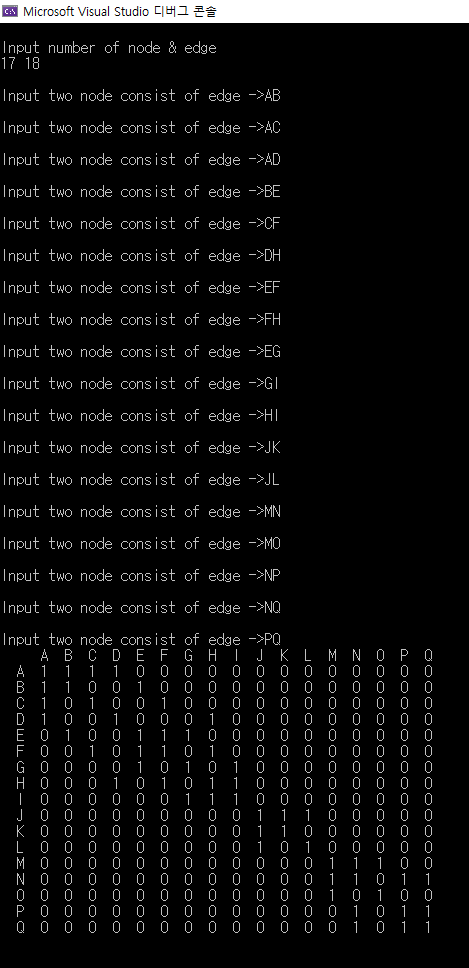 Microsoft Visual Studio 디버그 콘솔
Input number of node & edge
17 18
Input two node consist of edge ->AB
Input two node consist of edge ->AC
Input two node consist of edge ->AD
Input two node consist of edge ->BE
Input two node consist of edge ->CF
Input two node consist of edge ->DH
Input two node consist of edge ->EF
Input two node consist of edge ->FH
Input two node consist of edge ->EG
Input two node consist of edge ->GI
Input two node consist of edge ->HI
Input two node consist of edge ->JK
Input two node consist of edge ->JL
Input two node consist of edge ->MN
Input two node consist of edge ->MO
Input two node consist of edge ->NP
Input two node consist of edge ->NQ
Input two node consist of edge ->PQ
A B C D E F G H I J K L M N O P Q
A 1 1 1 1 0 0 0 0 0 0 0 0 0 0 0 0 0
B 1 1 0 0 1 0 0 0 0 0 0 0 0 0 0 0 0
C 1 0 1 0 0 1 0 0 0 0 0 0 0 0 0 0 0
D 1 0 0 1 0 0 0 1 0 0 0 0 0 0 0 0 0
E 0 1 0 0 1 1 1 0 0 0 0 0 0 0 0 0 0
F 0 0 1 0 1 1 0 1 0 0 0 0 0 0 0 0 0
G 0 0 0 0 1 0 1 0 1 0 0 0 0 0 0 0 0
H 0 0 0 1 0 1 0 1 1 0 0 0 0 0 0 0 0
I 0 0 0 0 0 0 1 1 1 0 0 0 0 0 0 0 0
J 0 0 0 0 0 0 0 0 0 1 1 1 0 0 0 0 0
K 0 0 0 0 0 0 0 0 0 1 1 0 0 0 0 0 0
L 0 0 0 0 0 0 0 0 0 1 0 1 0 0 0 0 0
M 0 0 0 0 0 0 0 0 0 0 0 0 1 1 1 0 0
N 0 0 0 0 0 0 0 0 0 0 0 0 1 1 0 1 1
O 0 0 0 0 0 0 0 0 0 0 0 0 1 0 1 0 0
P 0 0 0 0 0 0 0 0 0 0 0 0 0 1 0 1 1
Q 0 0 0 0 0 0 0 0 0 0 0 0 0 1 0 1 1